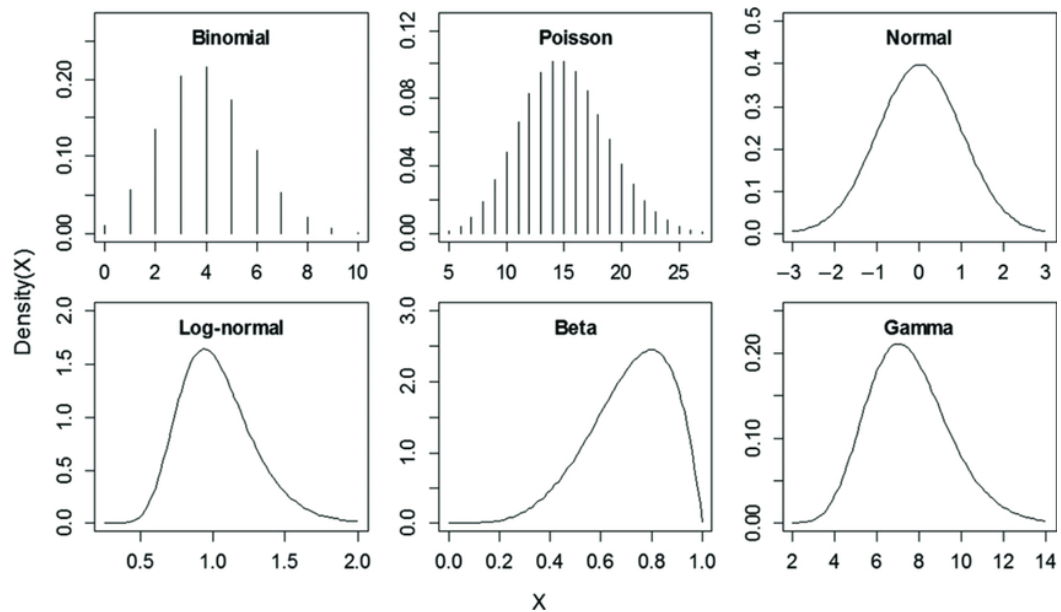 Density(X)
Binomial
0.00 0.10 0.20
0 2 4 6 8 10
Poisson
0.00 0.04 0.08 0.12
5 10 15 20 25
Normal
0.0 0.1 0.2 0.3 0.4 0.5
−3 −2 −1 0 1 2 3
Log-normal
0.0 0.5 1.0 1.5 2.0
0.5 1.0 1.5 2.0
Beta
0.0 1.0 2.0 3.0
0.0 0.2 0.4 0.6 0.8 1.0
Gamma
0.00 0.10 0.20
2 4 6 8 10 12 14
X